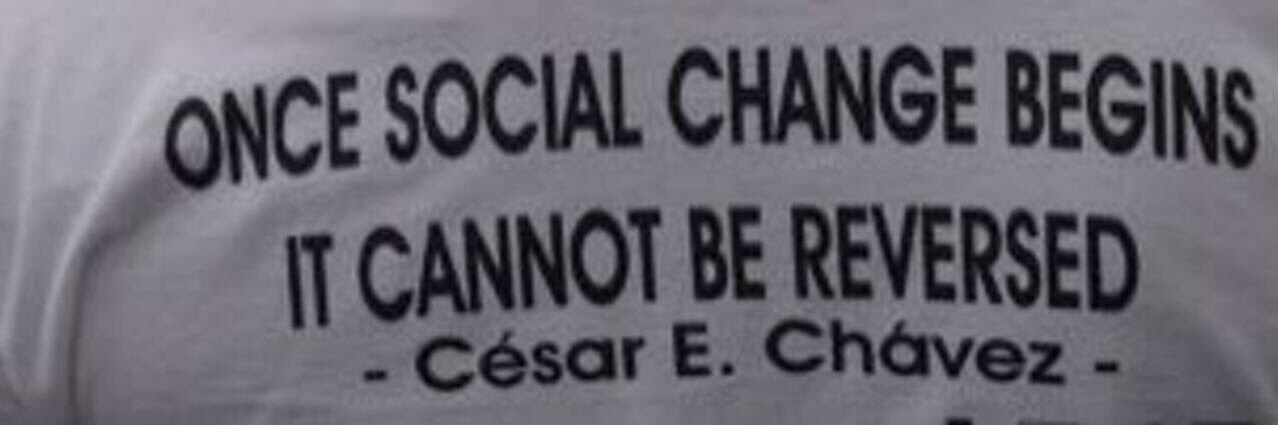 ONCE SOCIAL CHANGE BEGINS
IT CANNOT BE REVERSED
- César E. Chávez -